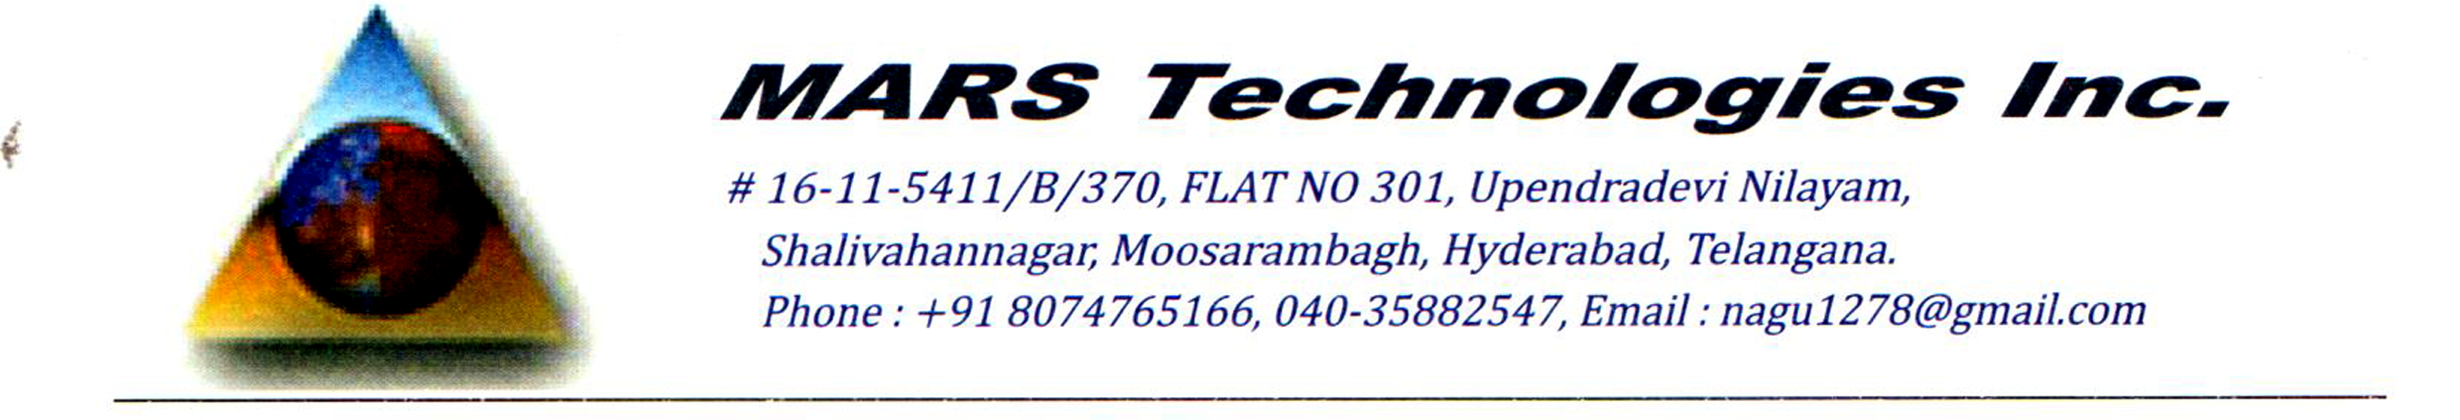 MARS Technologies Inc.
# 16-11-5411/B/370, FLAT NO 301, Upendradevi Nilayam,
Shalivahannagar, Moosarambagh, Hyderabad, Telangana.
Phone : +91 8074765166, 040-35882547, Email : nagu1278@gmail.com